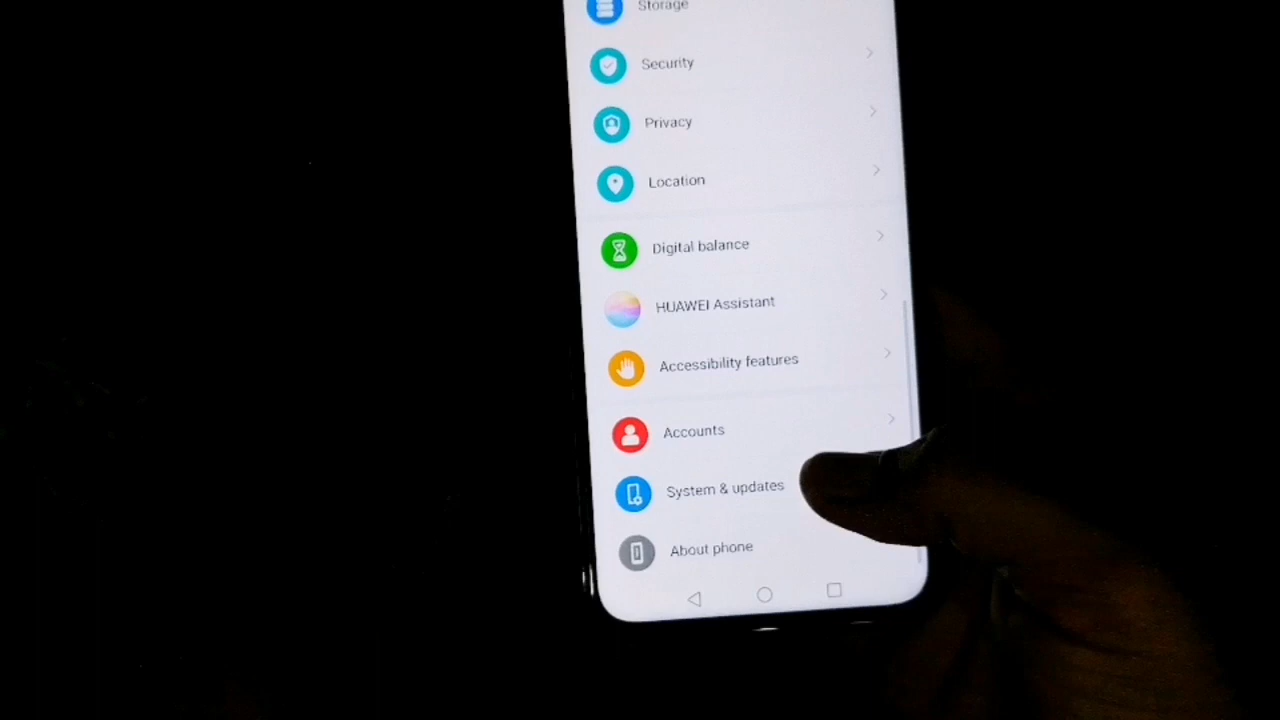 Storage
Security
Privacy
Location
Digital balance
HUAWEI Assistant
Accessibility features
Accounts
System & updates
About phone